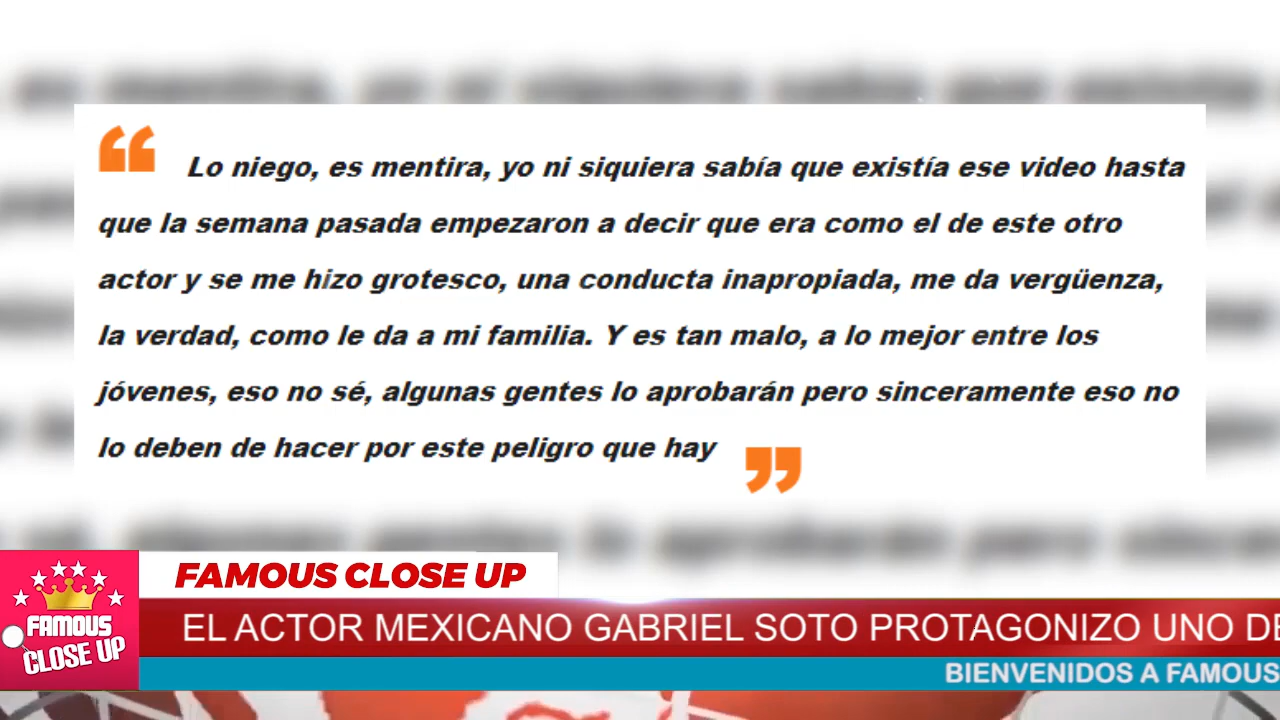 “ Lo niego, es mentira, yo ni siquiera sabía que existía ese video hasta
que la semana pasada empezaron a decir que era como el de este otro
actor y se me hizo grotesco, una conducta inapropiada, me da vergüenza,
la verdad, como le da a mi familia. Y es tan malo, a lo mejor entre los
jóvenes, eso no sé, algunas gentes lo aprobarán pero sinceramente eso no
lo deben de hacer por este peligro que hay ”
FAMOUS CLOSE UP
FAMOUS
CLOSE UP
EL ACTOR MEXICANO GABRIEL SOTO PROTAGONIZO UNO DE
BIENVENIDOS A FAMOUS